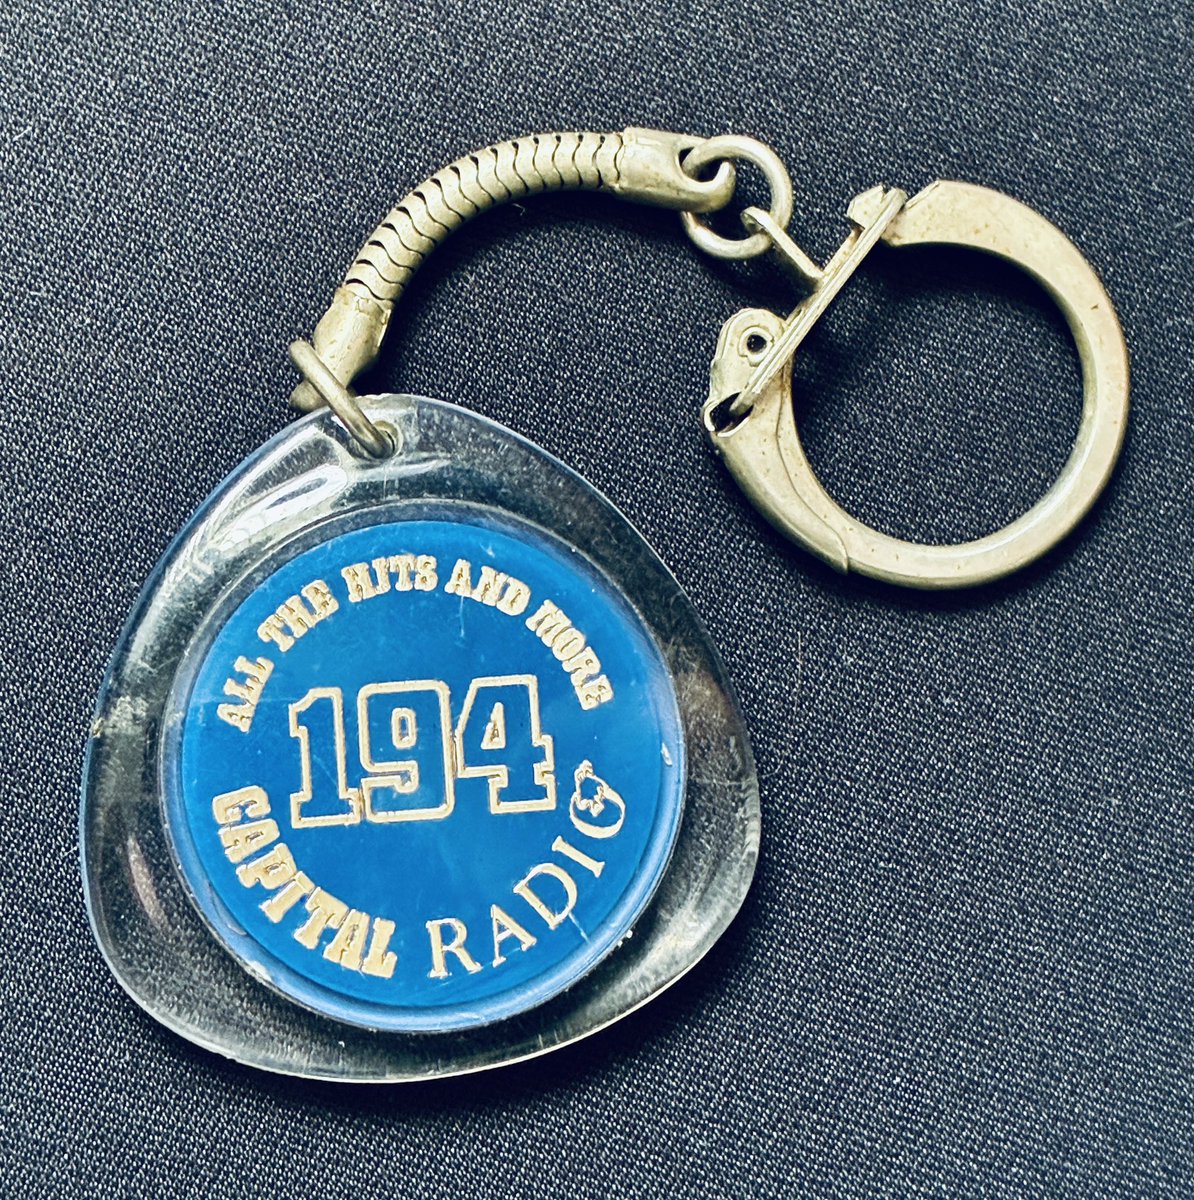 ALL THE HITS AND MORE
194
CAPITAL RADIO